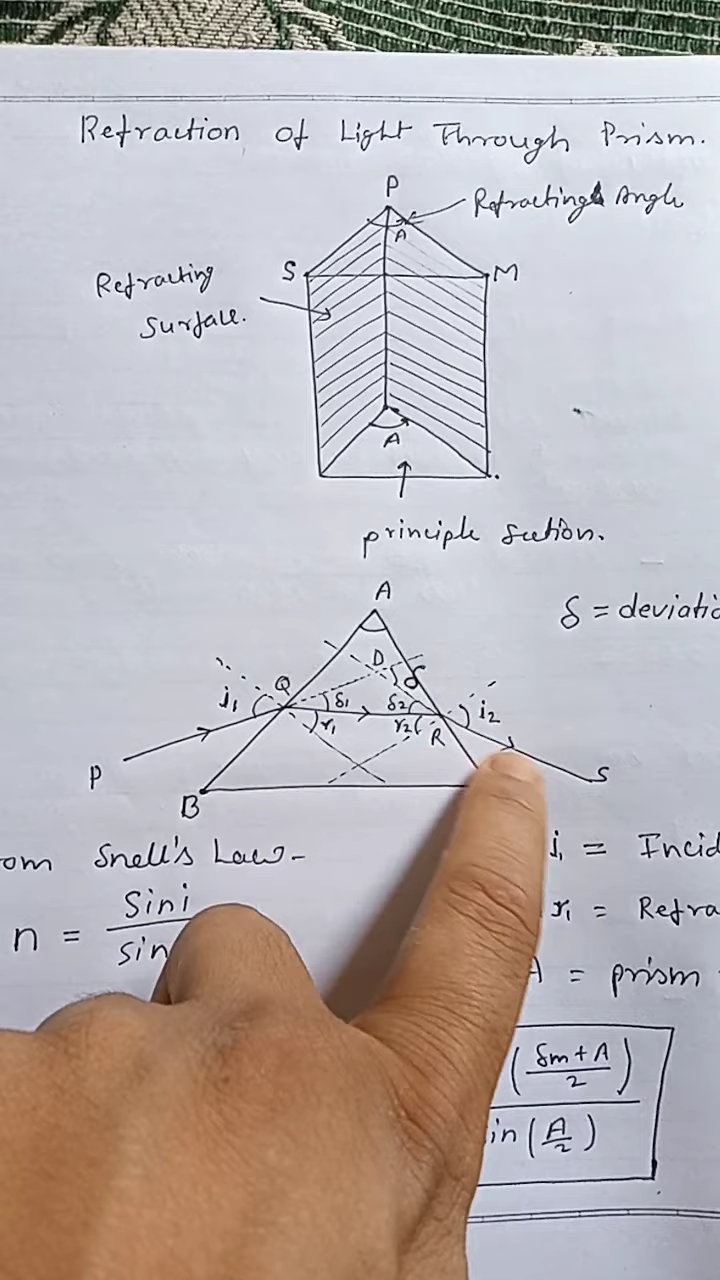 Refraction of Light Through Prism.
P
Refracting Angle
A
S
M
Refracting
Surface.
A
principle Section.
A
δ = deviatio
D
δ
Q
i₁
δ₁
δ₂
i₂
r₁
r₂
R
P
S
B
om Snell's Law-
i₁ = Incid
n = Sini
sin
r₁ = Refra
A = prism
(δm+A
2)
in(A
2)